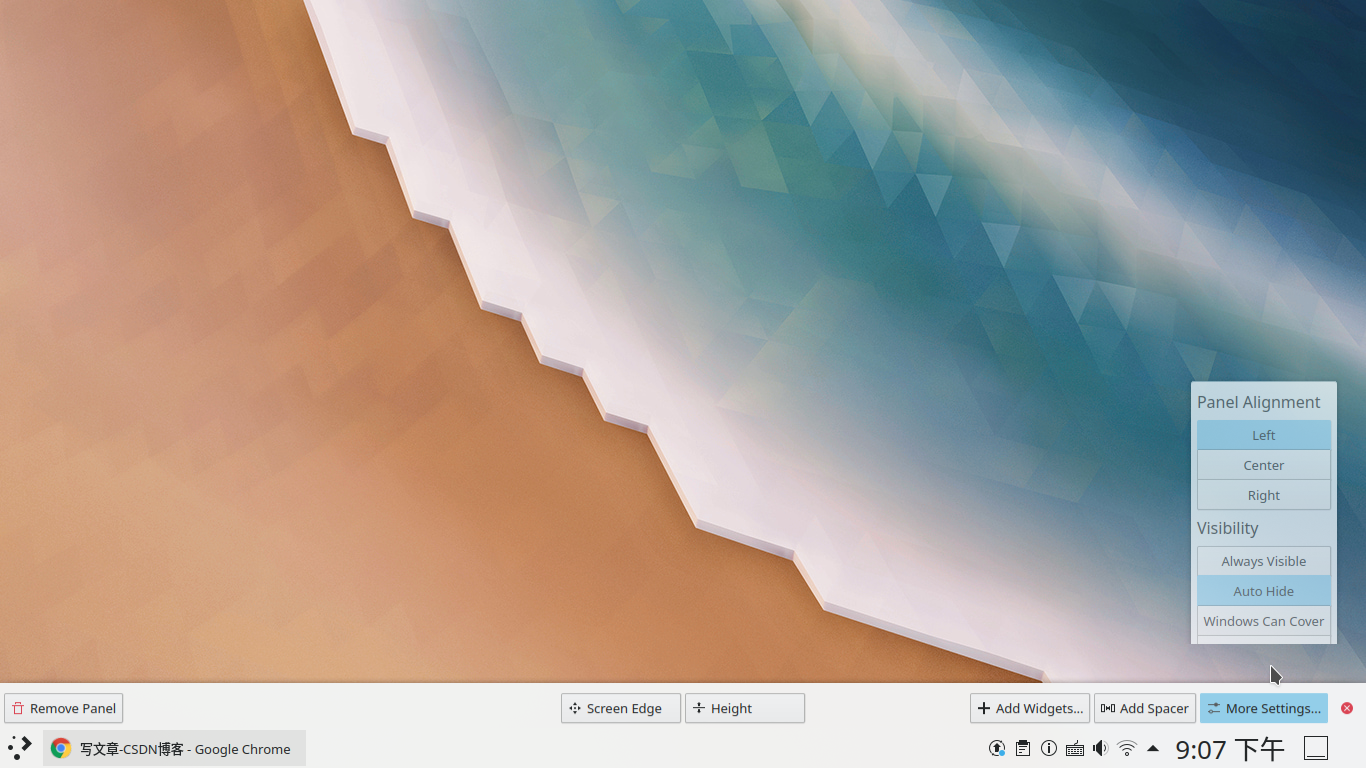 Panel Alignment
Left
Center
Right
Visibility
Always Visible
Auto Hide
Windows Can Cover
Remove Panel
Screen Edge
Height
Add Widgets...
Add Spacer
More Settings...
写文章-CSDN博客 - Google Chrome
9:07 下午